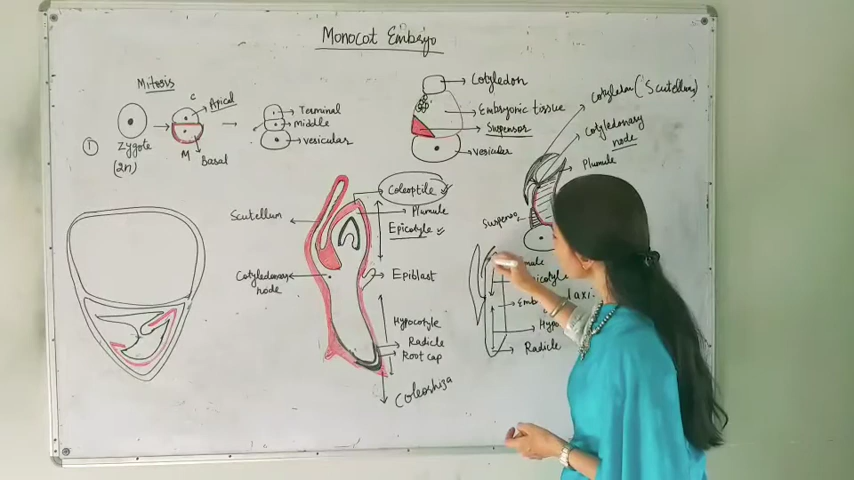 Monocot Embryo
Mitosis
C
Apical
①
Zygote
(2n)
M
Basal
Terminal
middle
vesicular
Cotyledon
Embryonic tissue
Suspensor
vesicular
Cotyledon (Scutellum)
Cotyledonary
node
Plumule
Suspenso
Scutellum
Coleoptile
Plumule
Epicotyle
Cotyledonary
node
Epiblast
Hypocotyle
Radicle
Root cap
Coleorhiza
Radicle